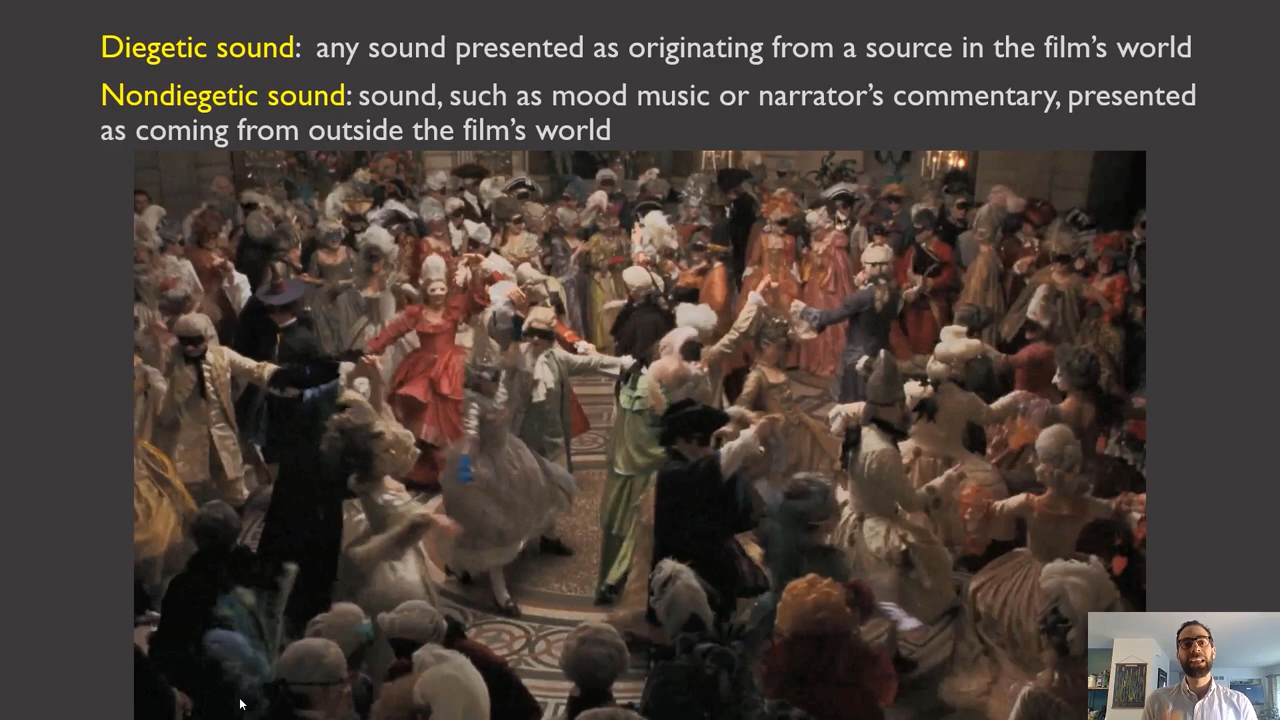 Diegetic sound: any sound presented as originating from a source in the film's world
Nondiegetic sound: sound, such as mood music or narrator's commentary, presented
as coming from outside the film's world